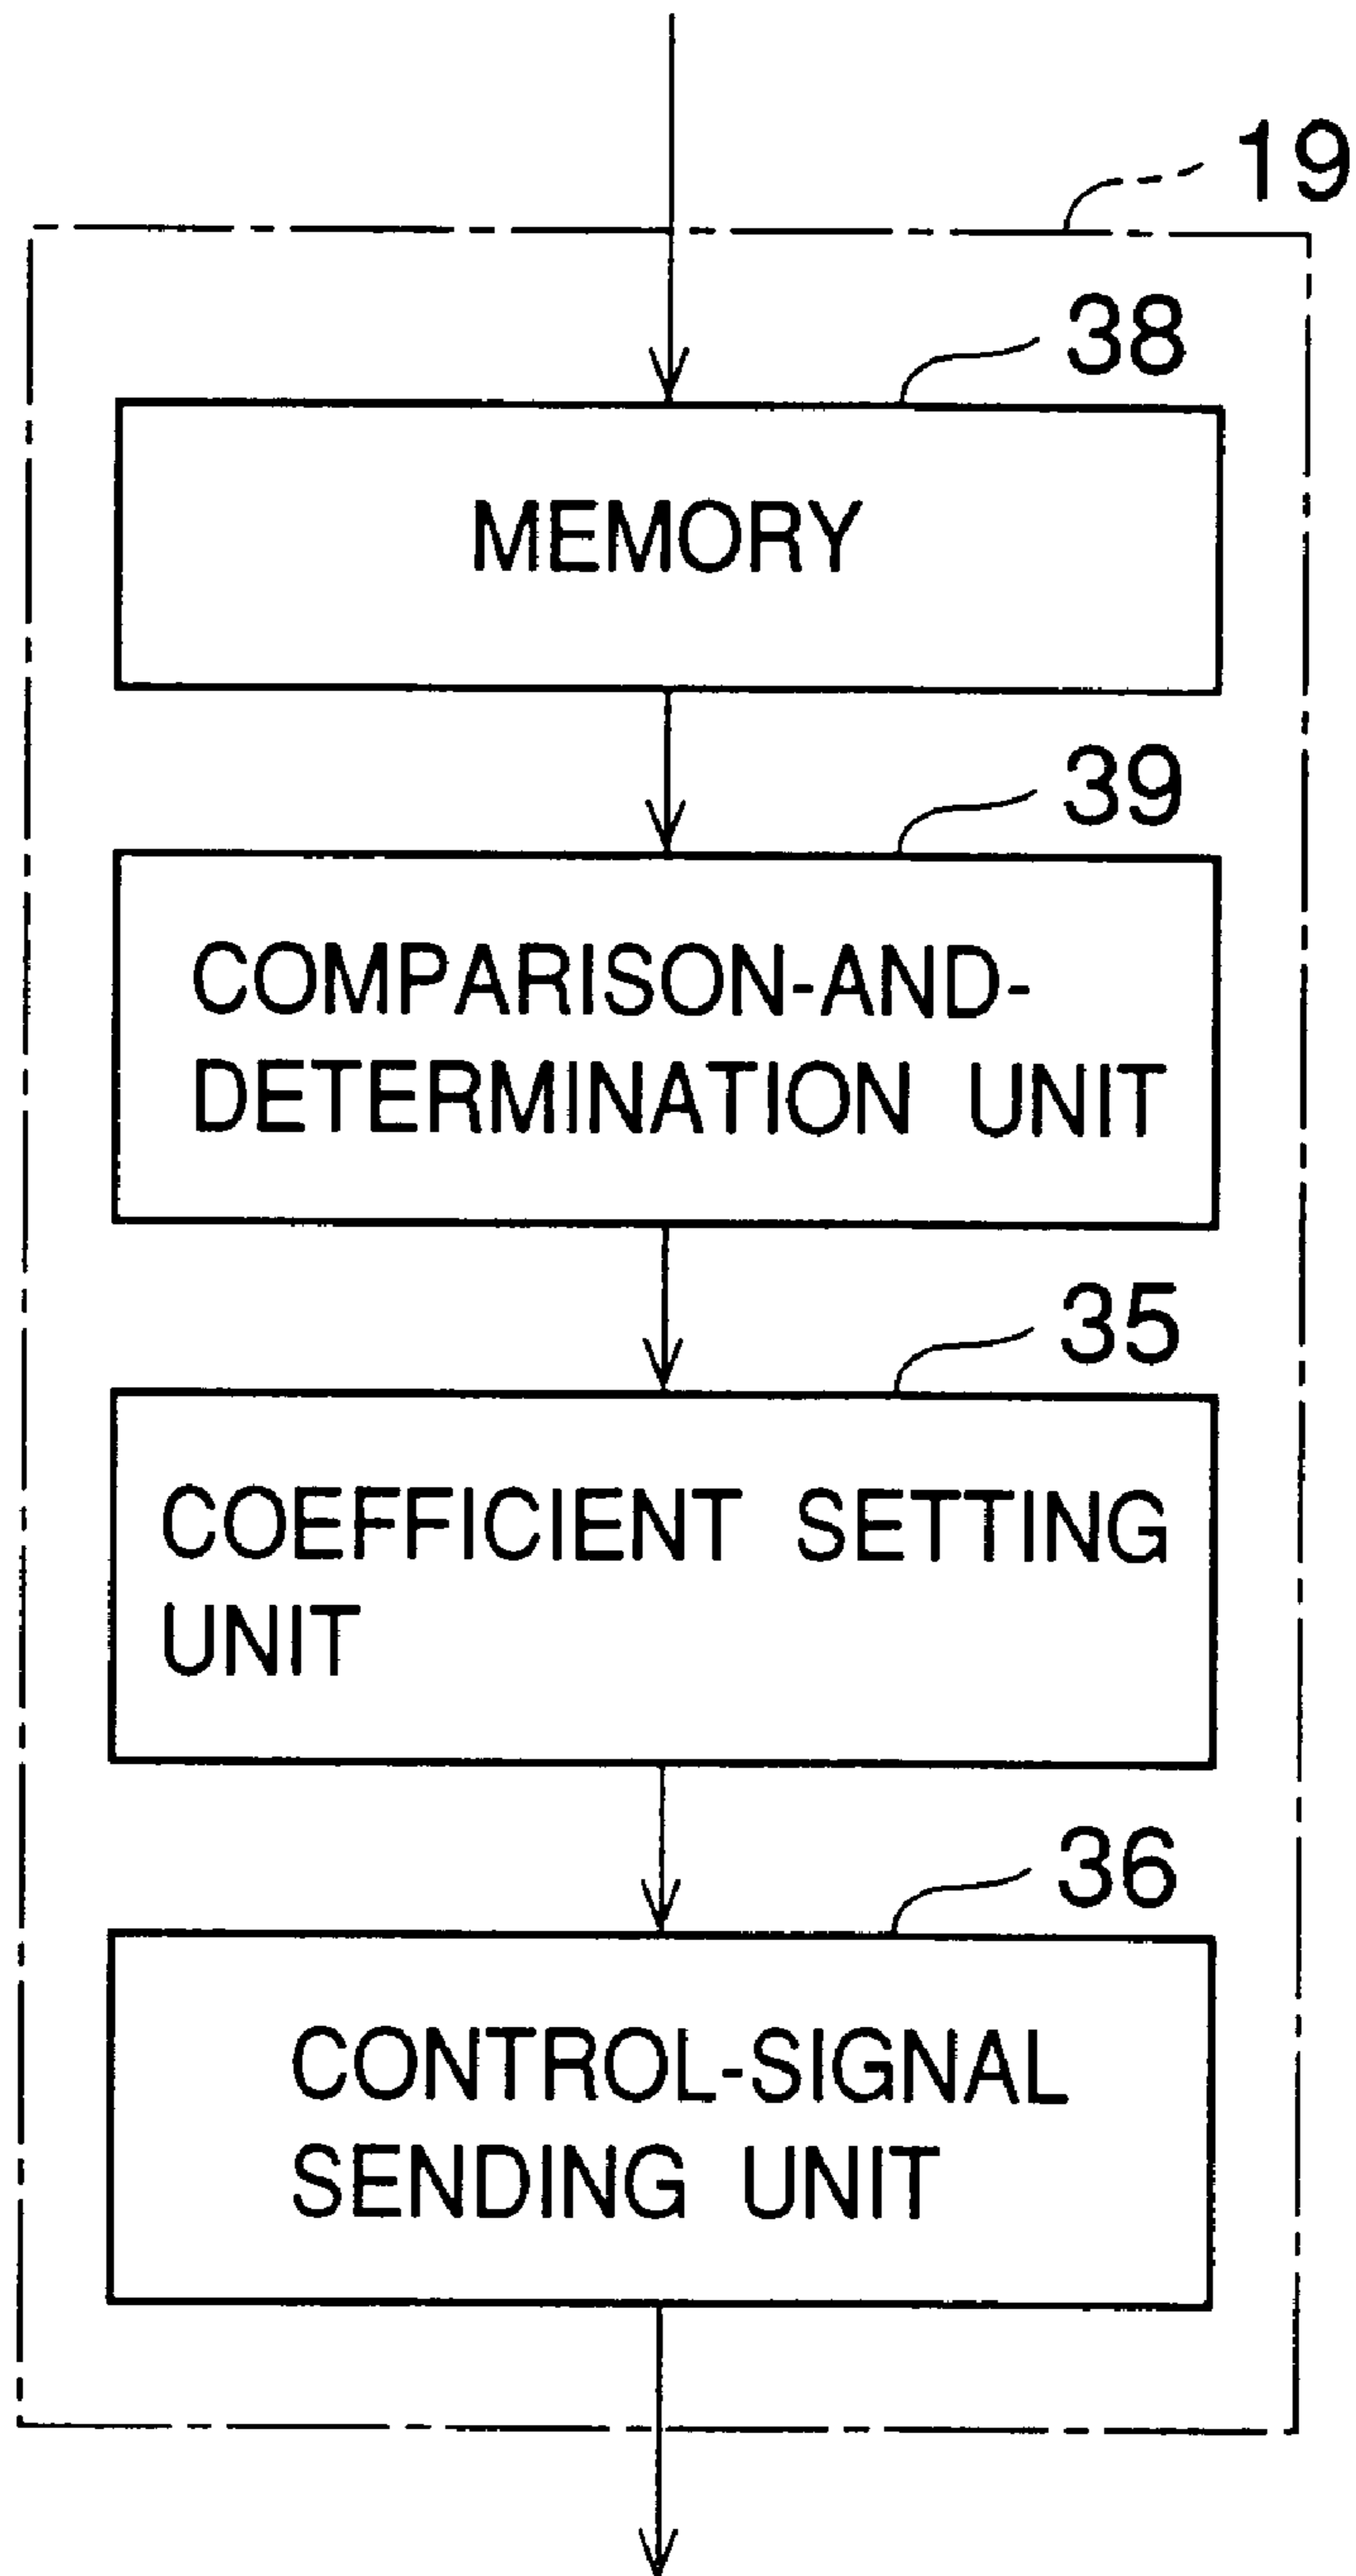 19
38
MEMORY
39
COMPARISON-AND-
DETERMINATION UNIT
35
COEFFICIENT SETTING
UNIT
36
CONTROL-SIGNAL
SENDING UNIT